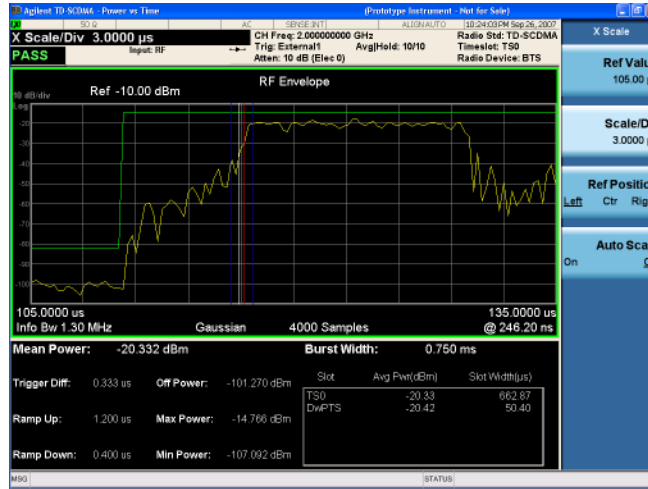 Agilent TD-SCDMA - Power vs Time (Prototype Instrument - Not for Sale)
50 Ω AC SENSE:INT ALIGNAUTO 10:24:03PM Sep 26, 2007
X Scale/Div 3.0000 µs
Input: RF
CH Freq: 2.000000000 GHz
Trig: External1 Avg|Hold: 10/10
Atten: 10 dB (Elec 0)
Radio Std: TD-SCDMA
Timeslot: TS0
Radio Device: BTS
PASS
X Scale
Ref Valu
105.00
Scale/D
3.0000
Ref Positio
Left Ctr Rig
Auto Sca
On
RF Envelope
10 dB/div Ref -10.00 dBm
Log
-20
-30
-40
-50
-60
-70
-80
-90
-100
105.0000 us 135.0000 us
Info Bw 1.30 MHz Gaussian 4000 Samples @ 246.20 ns
Mean Power: -20.332 dBm Burst Width: 0.750 ms
Trigger Diff: 0.333 us Off Power: -101.270 dBm
Ramp Up: 1.200 us Max Power: -14.766 dBm
Ramp Down: 0.400 us Min Power: -107.092 dBm
Slot Avg Pwr(dBm) Slot Width(µs)
TS0 -20.33 662.87
DwPTS -20.42 50.40
MSG STATUS